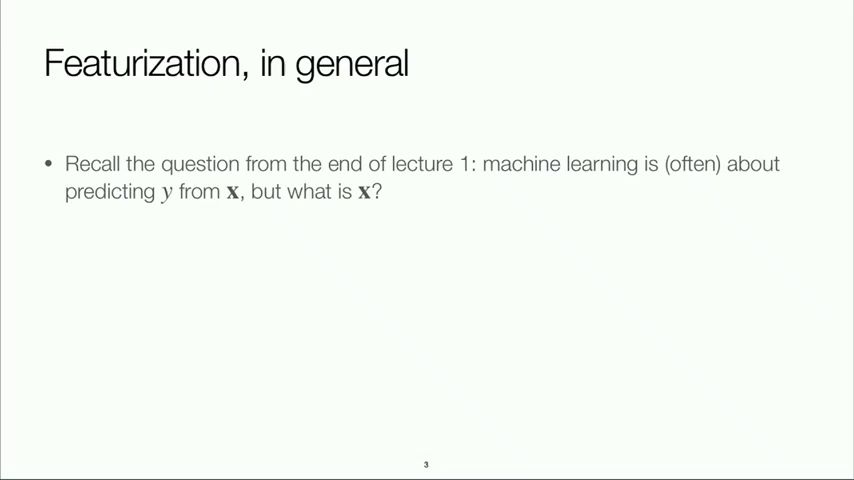 Featurization, in general
• Recall the question from the end of lecture 1: machine learning is (often) about
predicting y from x, but what is x?
3